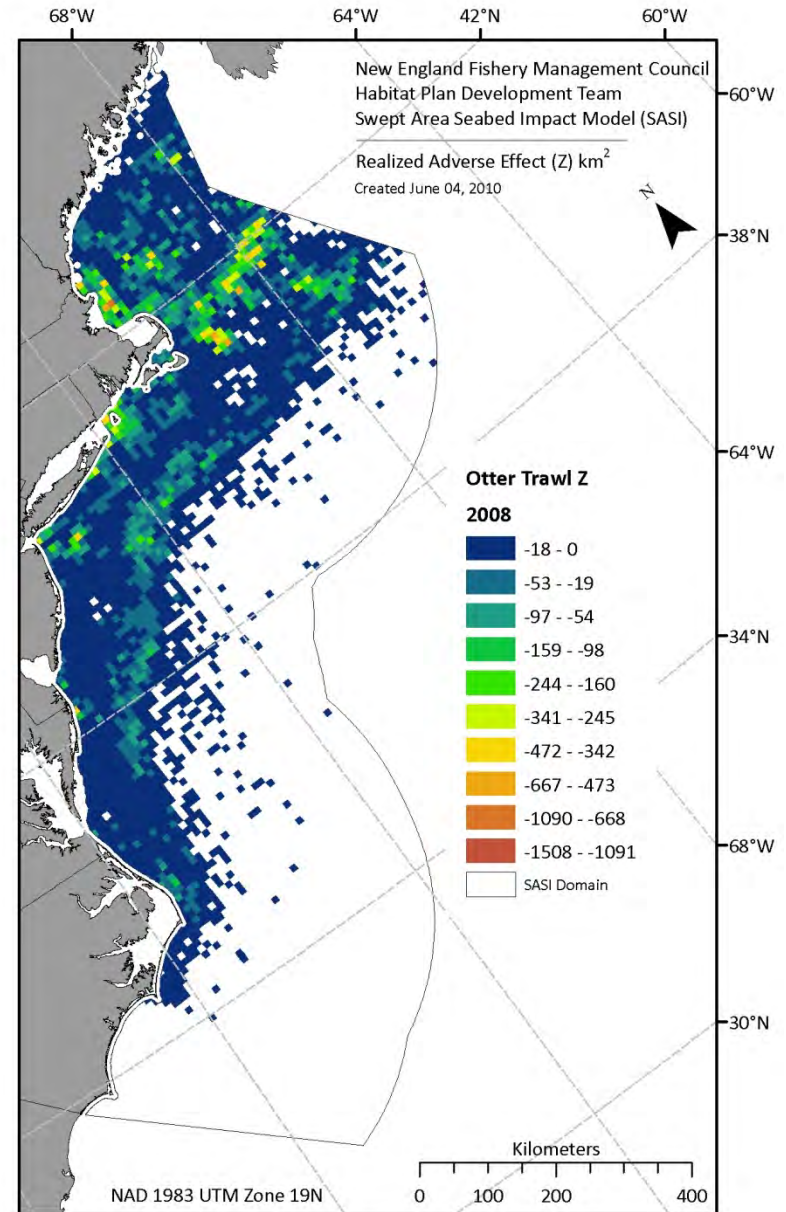 68°W
64°W
42°N
60°W
New England Fishery Management Council
Habitat Plan Development Team
Swept Area Seabed Impact Model (SASI)
Realized Adverse Effect (Z) km²
Created June 04, 2010
60°W
N
38°N
64°W
Otter Trawl Z
2008
-18 - 0
-53 - -19
-97 - -54
-159 - -98
-244 - -160
-341 - -245
-472 - -342
-667 - -473
-1090 - -668
-1508 - -1091
SASI Domain
34°N
68°W
30°N
Kilometers
0 100 200 400
NAD 1983 UTM Zone 19N